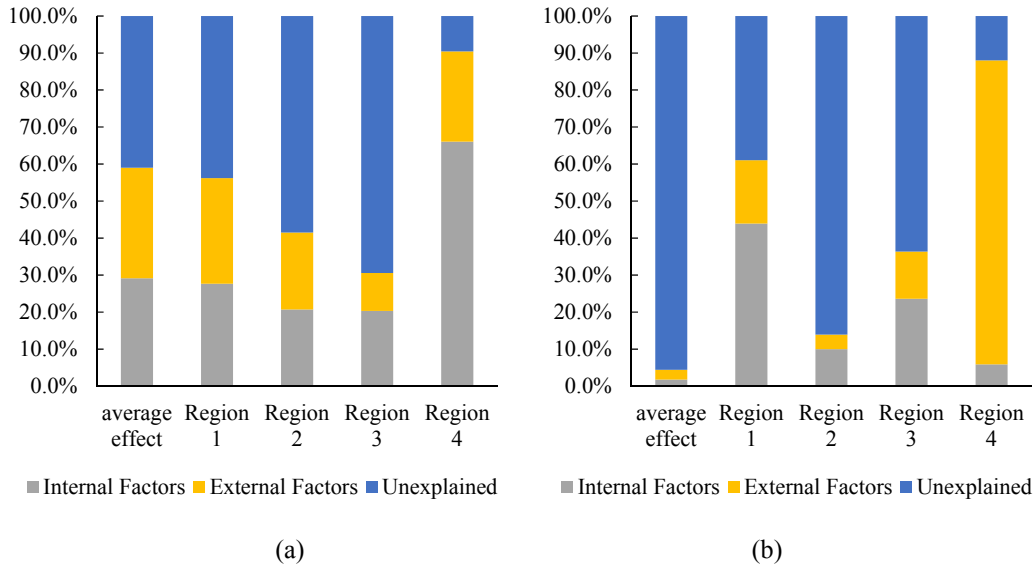 100.0%
90.0%
80.0%
70.0%
60.0%
50.0%
40.0%
30.0%
20.0%
10.0%
0.0%
average effect
Region 1
Region 2
Region 3
Region 4
Internal Factors External Factors Unexplained
(a)
100.0%
90.0%
80.0%
70.0%
60.0%
50.0%
40.0%
30.0%
20.0%
10.0%
0.0%
average effect
Region 1
Region 2
Region 3
Region 4
Internal Factors External Factors Unexplained
(b)